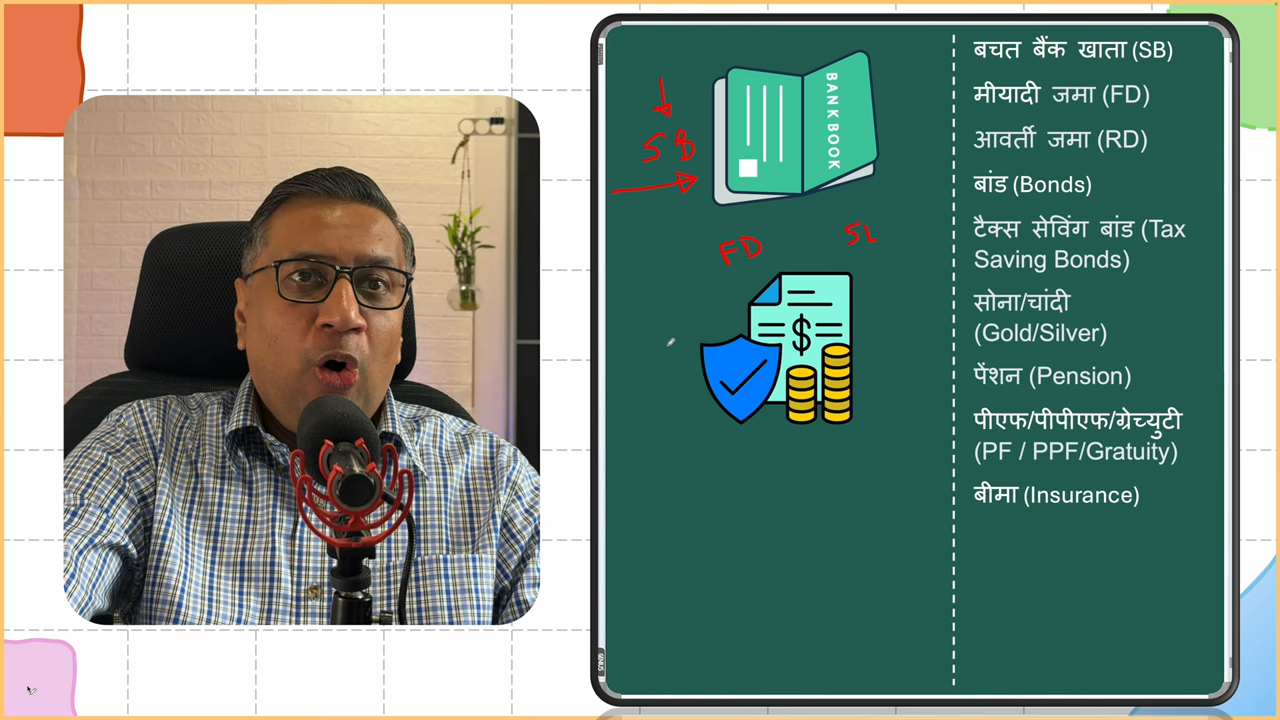 SB
BANK BOOK
FD
SL
$
बचत बैंक खाता (SB)
मीयादी जमा (FD)
आवर्ती जमा (RD)
बांड (Bonds)
टैक्स सेविंग बांड (Tax
Saving Bonds)
सोना/चांदी
(Gold/Silver)
पेंशन (Pension)
पीएफ/पीपीएफ/ग्रेच्युटी
(PF / PPF/Gratuity)
बीमा (Insurance)